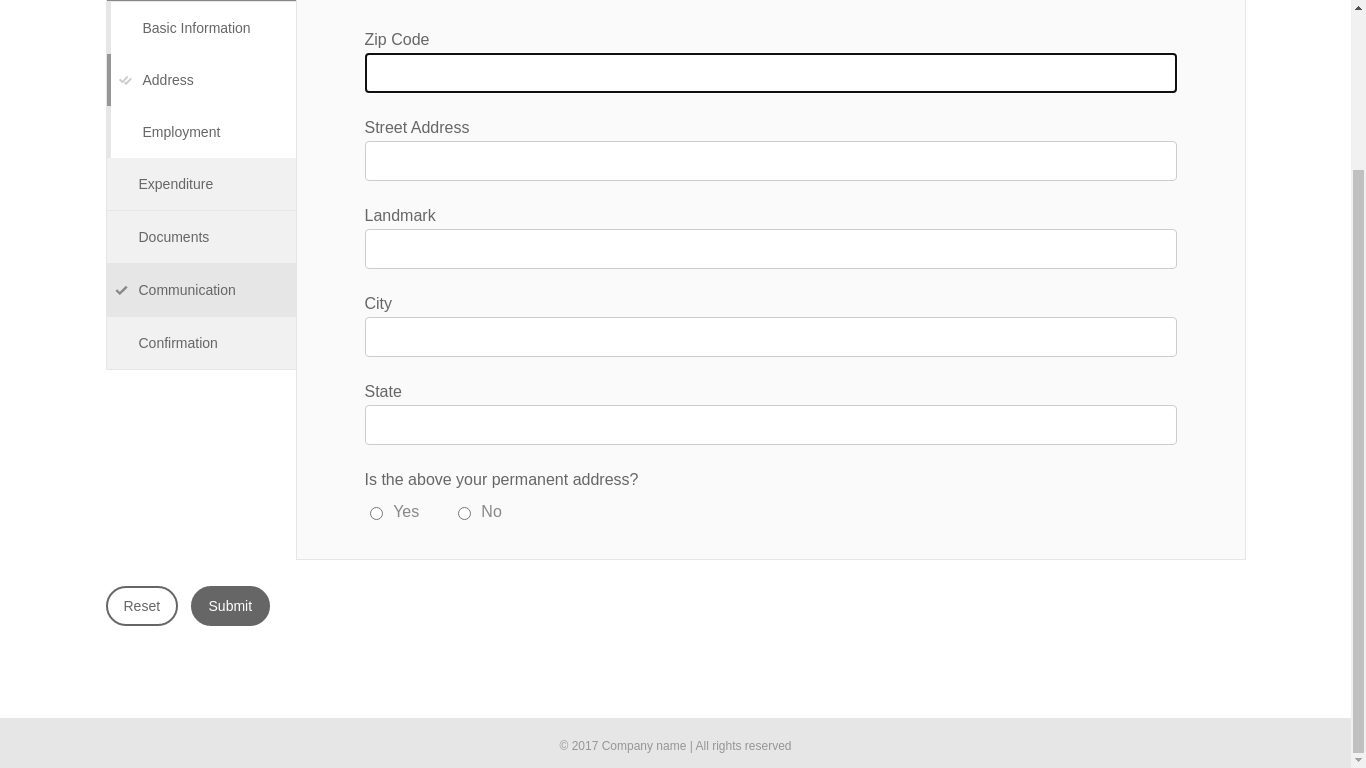 Basic Information
Address
Employment
Expenditure
Documents
Communication
Confirmation
Zip Code
Street Address
Landmark
City
State
Is the above your permanent address?
Yes No
Reset Submit
© 2017 Company name | All rights reserved